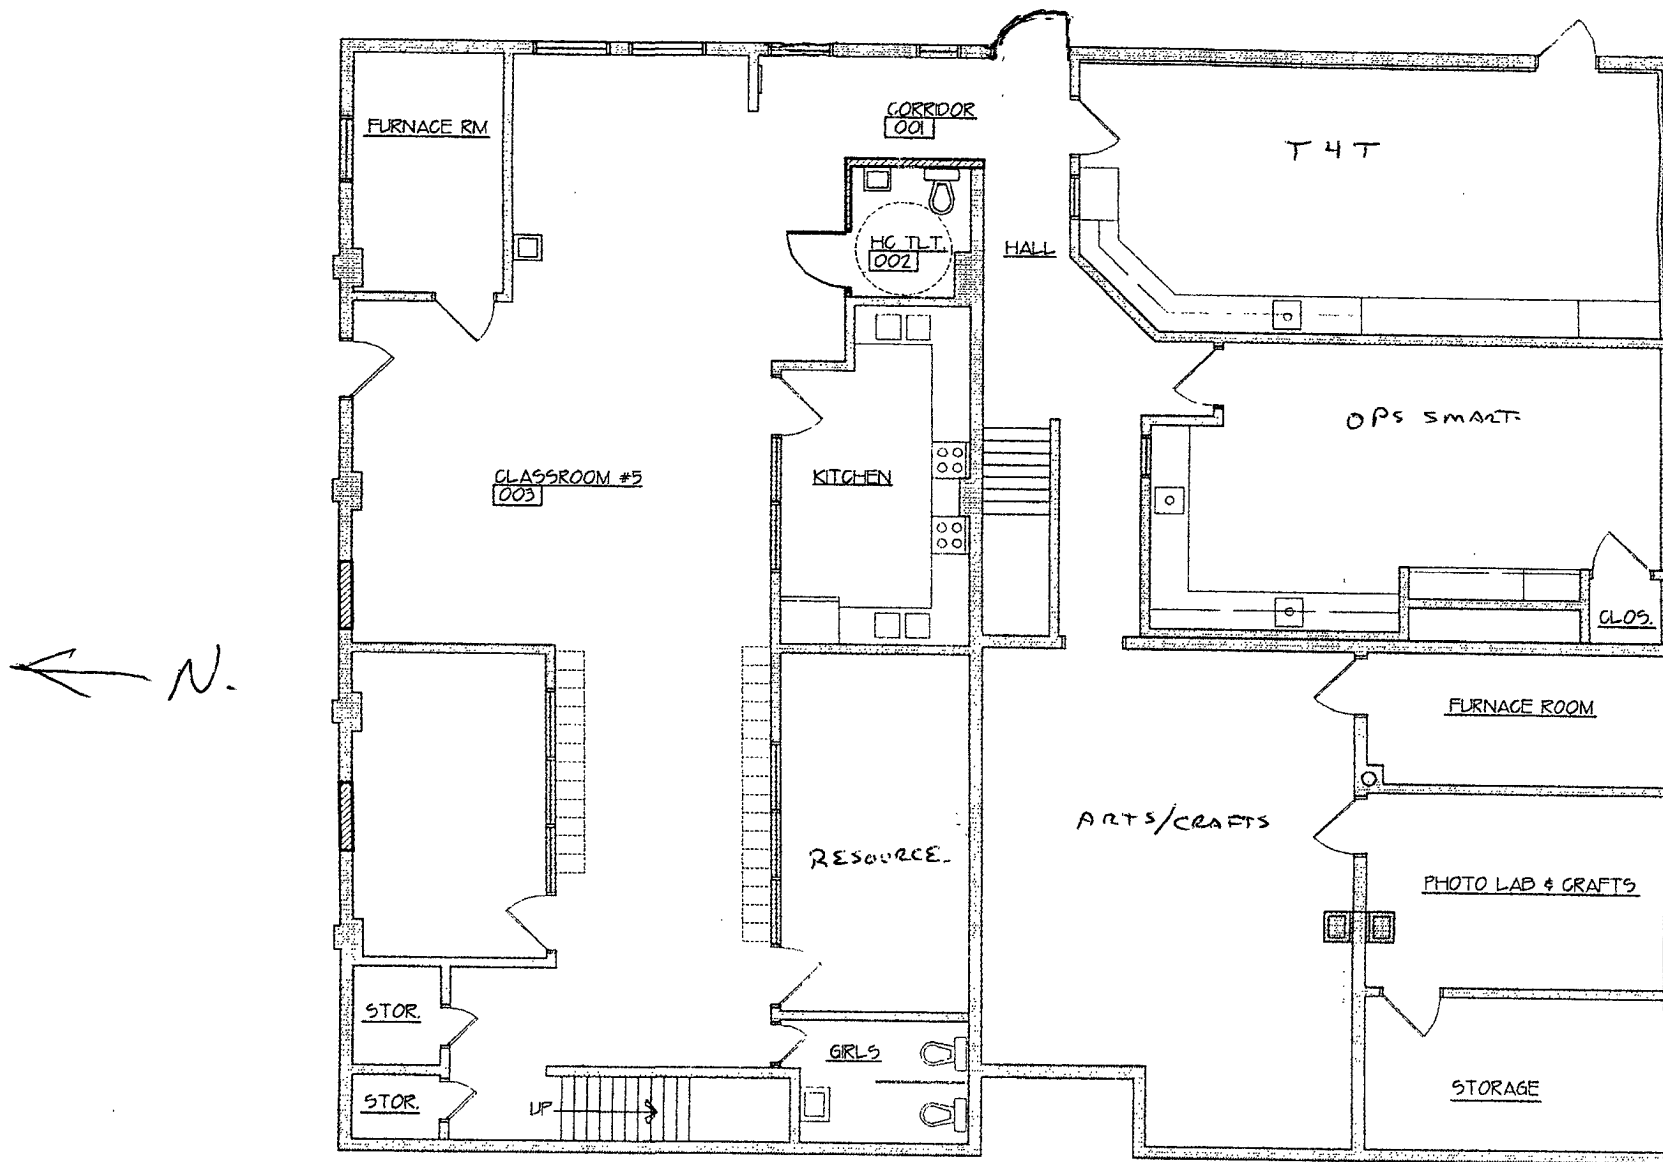 CORRIDOR
001
FURNACE RM
T4T
HC TLT.
002
HALL
OPS SMART.
CLASSROOM #5
003
KITCHEN
CLOS.
N.
FURNACE ROOM
ARTS/CRAFTS
RESOURCE
PHOTO LAB & CRAFTS
STOR.
GIRLS
STORAGE
STOR.
UP